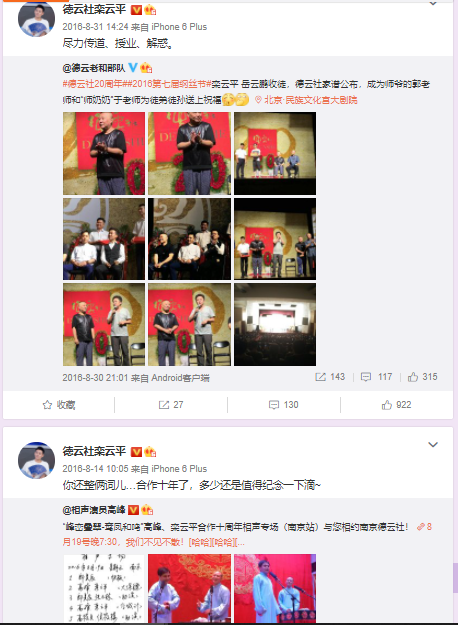 德云社栾云平
2016-8-31 14:24 来自 iPhone 6 Plus
尽力传道、授业、解惑。
@德云老和部队
#德云社20周年##2016第七届钢丝节#栾云平 岳云鹏收徒，德云社家谱公布，成为师爷的郭老
师和“师奶奶”于老师为徒弟徒孙送上祝福 北京·民族文化宫大剧院
2016-8-30 21:01 来自 Android客户端
143 117 315
收藏 27 130 922
德云社栾云平
2016-8-14 10:05 来自 iPhone 6 Plus
你还整俩词儿...合作十年了，多少还是值得纪念一下滴~
@相声演员高峰
“峰峦叠慧-鸾凤和鸣”高峰、栾云平合作十周年相声专场（南京站）与您相约南京德云社！ 8
月19号晚7:30，我们不见不散！[哈哈][哈哈][...